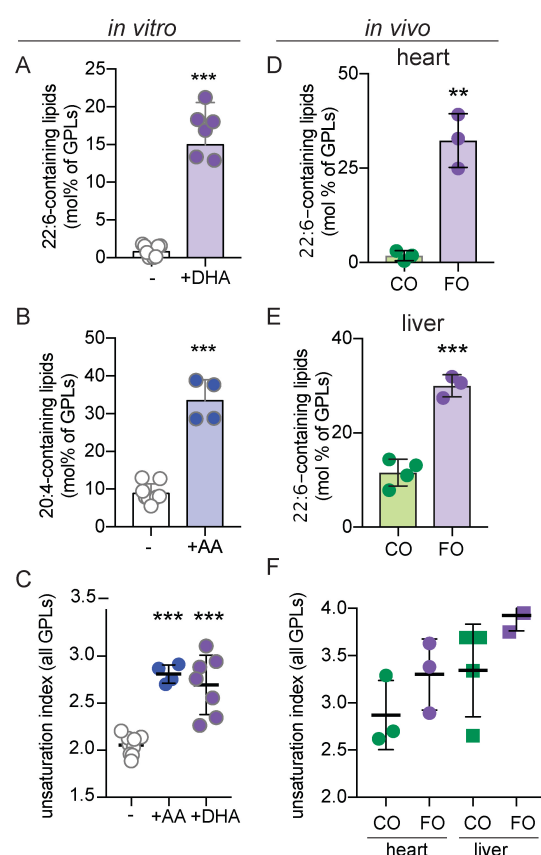 in vitro
in vivo
A
22:6-containing lipids
(mol% of GPLs)
25
20
15
10
5
0
***
-
+DHA
D
heart
22:6–containing lipids
(mol % of GPLs)
50
25
0
**
CO
FO
B
20:4-containing lipids
(mol% of GPLs)
50
40
30
20
10
0
***
-
+AA
E
liver
22:6–containing lipids
(mol % of GPLs)
40
20
0
***
CO
FO
C
unsaturation index (all GPLs)
3.5
3.0
2.5
2.0
1.5
*** ***
- +AA +DHA
F
unsaturation index (all GPLs)
4.0
3.5
3.0
2.5
2.0
CO FO CO FO
heart liver